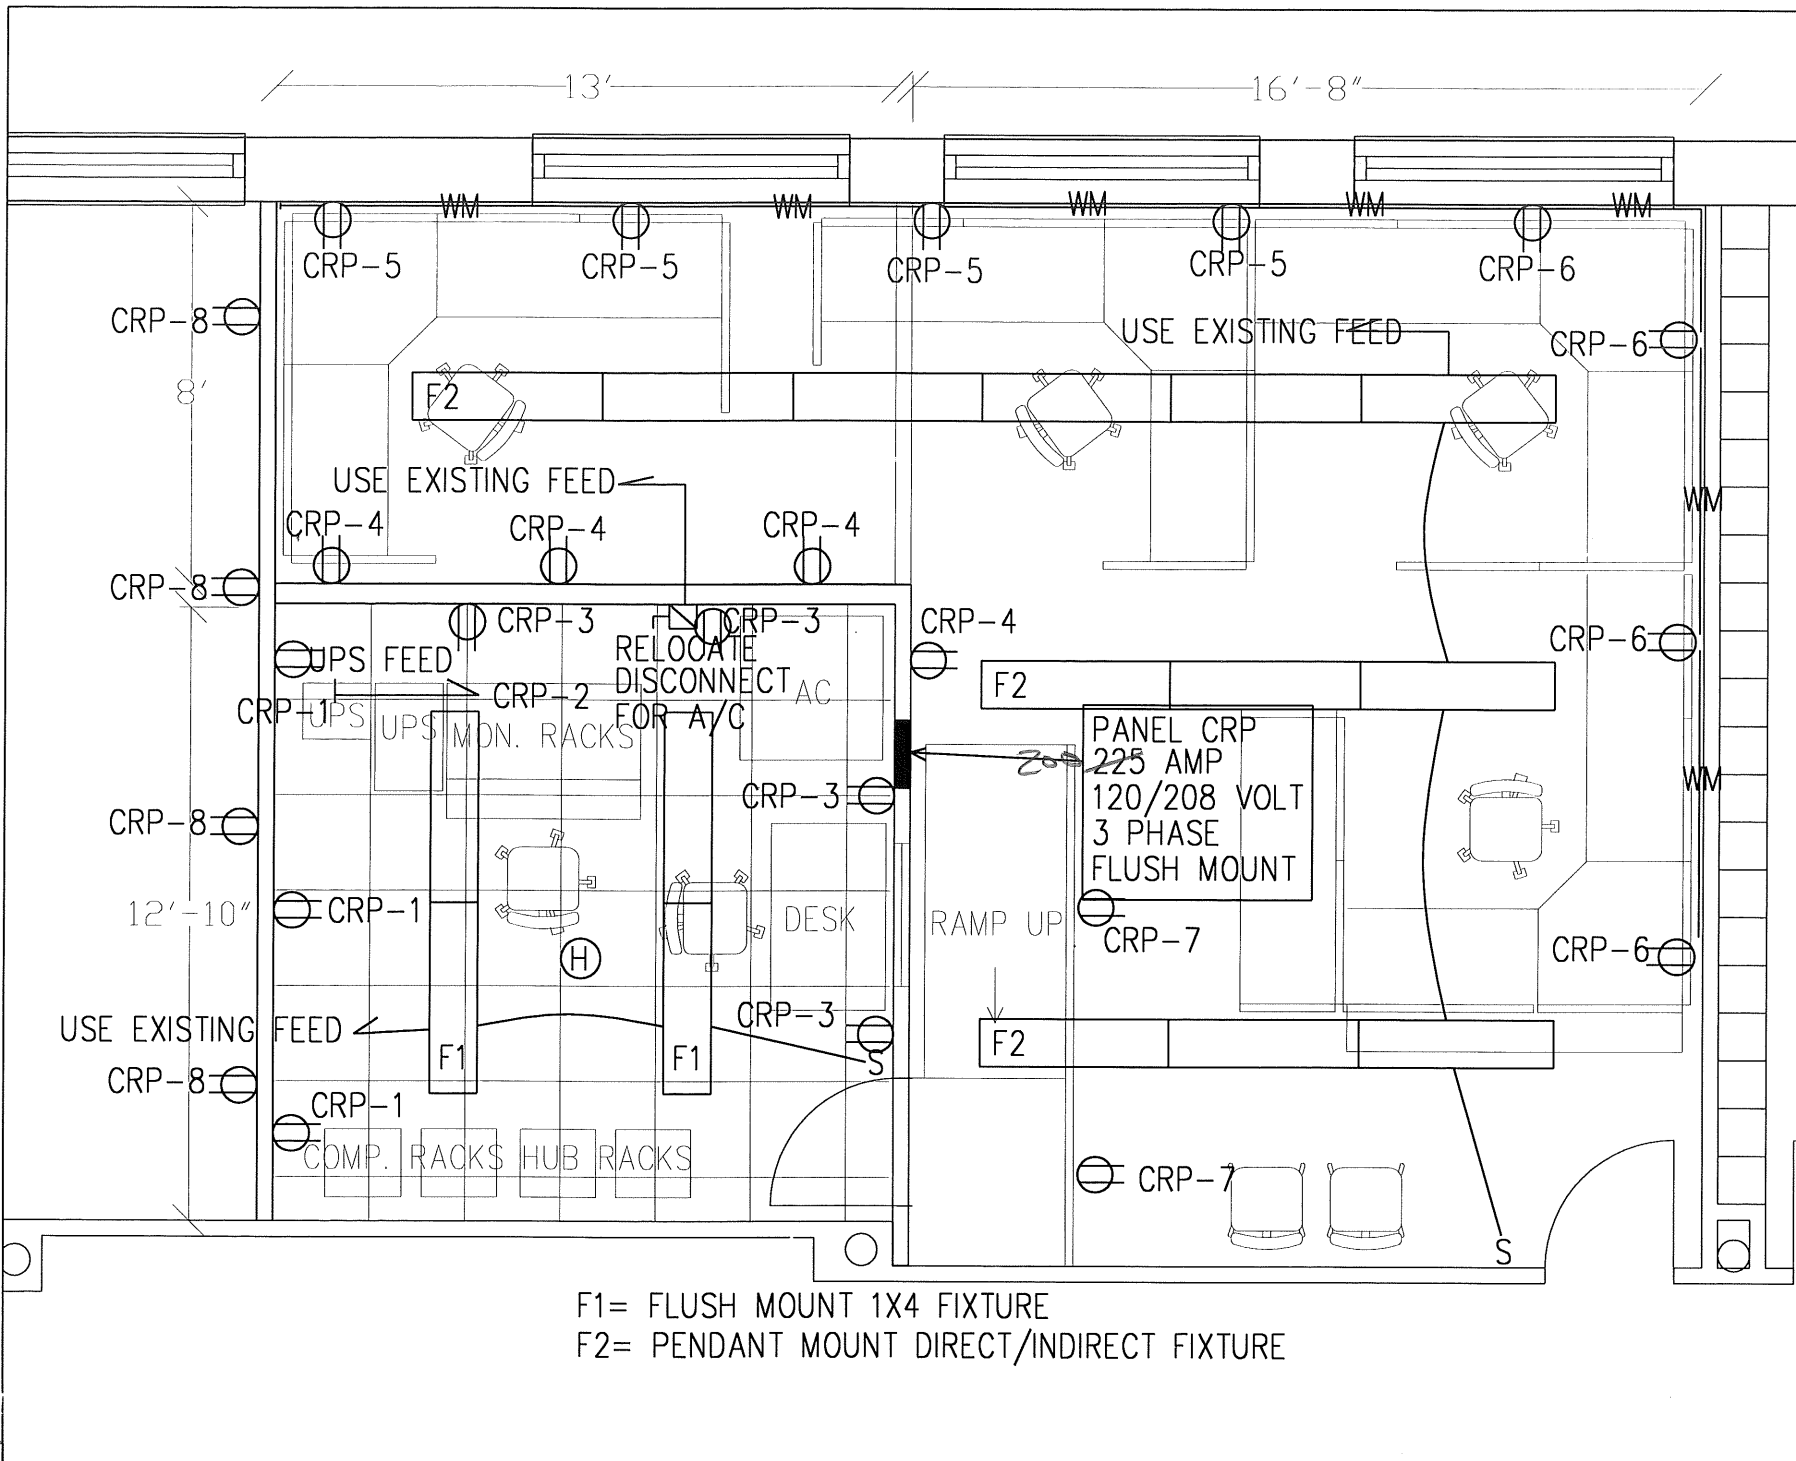 13'
16'-8"
WM
WM
WM
WM
WM
CRP-5
CRP-5
CRP-5
CRP-5
CRP-6
CRP-8
USE EXISTING FEED
CRP-6
8'
F2
USE EXISTING FEED
WM
CRP-4
CRP-4
CRP-4
CRP-8
CRP-3
CRP-3
CRP-4
CRP-6
UPS FEED
RELOCATE
DISCONNECT
FOR A/C
CRP-2
AC
F2
CRP-1
UPS
UPS
MON. RACKS
PANEL CRP
200 225 AMP
120/208 VOLT
3 PHASE
FLUSH MOUNT
WM
CRP-3
CRP-8
12'-10"
CRP-1
DESK
RAMP UP
CRP-7
CRP-6
H
CRP-3
USE EXISTING FEED
F1
F1
S
F2
CRP-8
CRP-1
COMP. RACKS
HUB RACKS
CRP-7
S
F1= FLUSH MOUNT 1X4 FIXTURE
F2= PENDANT MOUNT DIRECT/INDIRECT FIXTURE